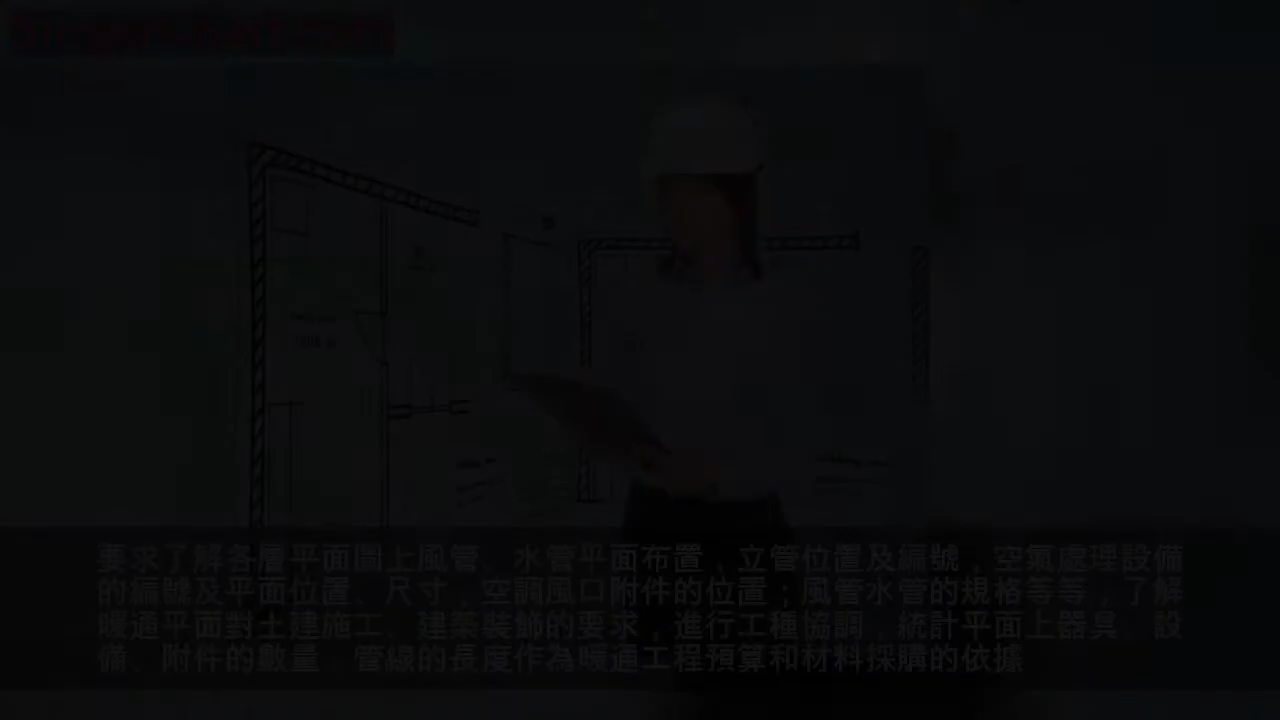 要求了解各層平面圖上風管、水管平面布置，立管位置及編號，空氣處理設備
的編號及平面位置、尺寸，空調風口附件的位置；風管水管的規格等等，了解
暖通平面對土建施工、建築裝飾的要求，進行工種協調，統計平面上器具、設
備、附件的數量，管線的長度作為暖通工程預算和材料採購的依據